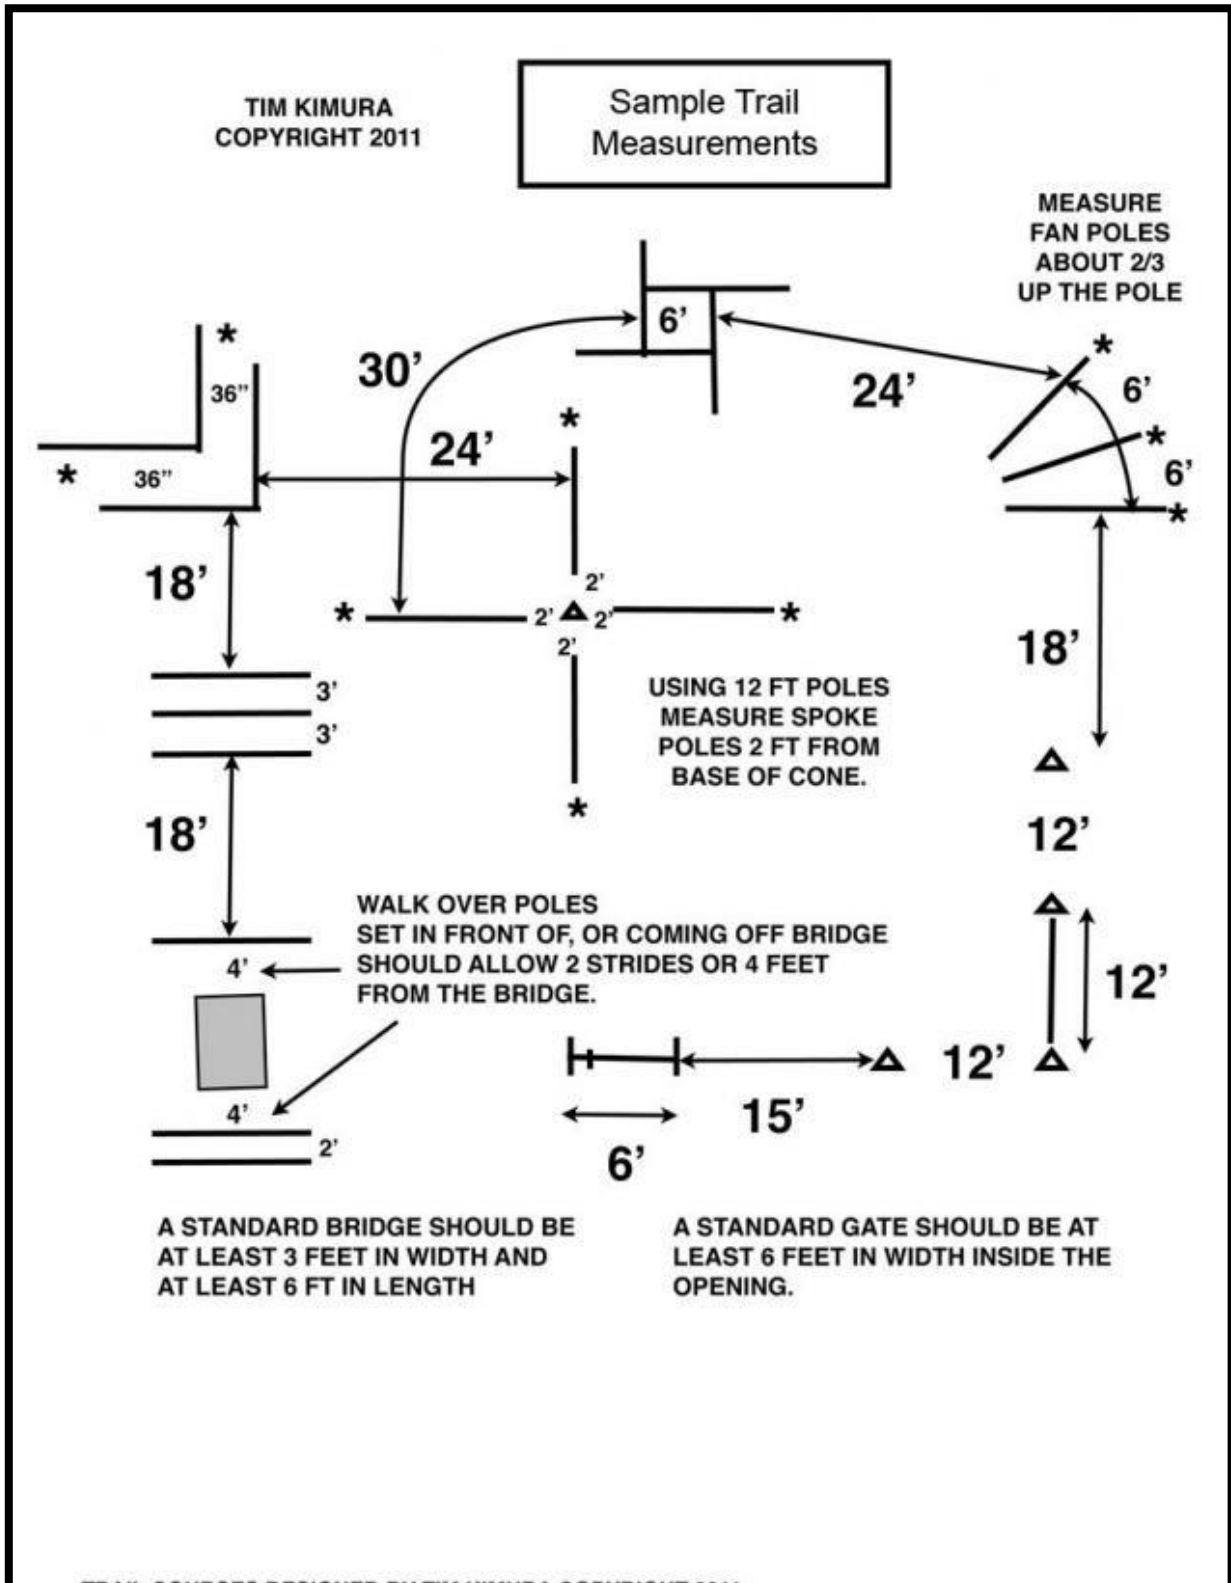 TIM KIMURA
COPYRIGHT 2011
Sample Trail
Measurements
MEASURE
FAN POLES
ABOUT 2/3
UP THE POLE
6’
30’
24’
6’
*
*
36”
24’
*
*
6’
*
36”
*
18’
2’
*
2’
2’
*
2’
18’
3’
3’
USING 12 FT POLES
MEASURE SPOKE
POLES 2 FT FROM
BASE OF CONE.
*
18’
12’
WALK OVER POLES
SET IN FRONT OF, OR COMING OFF BRIDGE
SHOULD ALLOW 2 STRIDES OR 4 FEET
FROM THE BRIDGE.
4’
12’
12’
4’
15’
2’
6’
A STANDARD BRIDGE SHOULD BE
AT LEAST 3 FEET IN WIDTH AND
AT LEAST 6 FT IN LENGTH
A STANDARD GATE SHOULD BE AT
LEAST 6 FEET IN WIDTH INSIDE THE
OPENING.